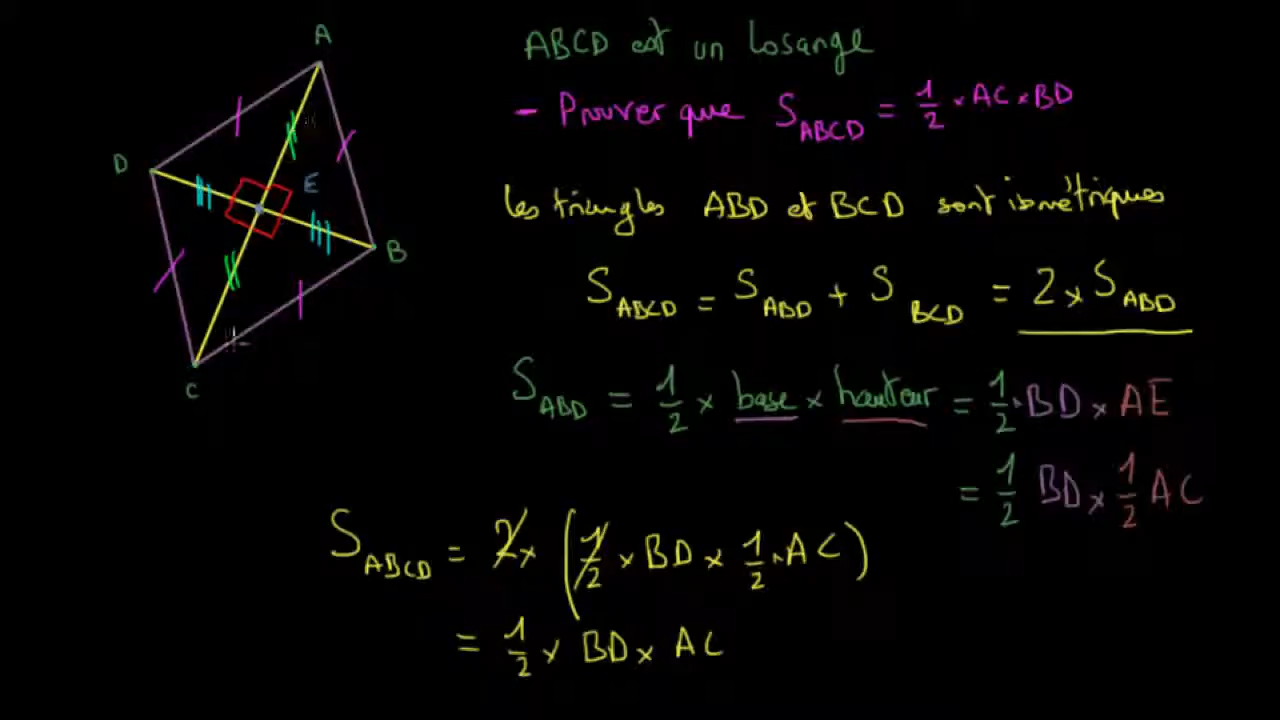 A
D
E
B
C
ABCD est un losange
- Prouver que S_ABCD = 1/2 × AC × BD
les triangles ABD et BCD sont isométriques
S_ABCD = S_ABD + S_BCD = 2 × S_ABD
S_ABD = 1/2 × base × hauteur = 1/2 · BD × AE
= 1/2 BD × 1/2 AC
S_ABCD = 2 × (1/2 × BD × 1/2 · AC)
= 1/2 × BD × AC